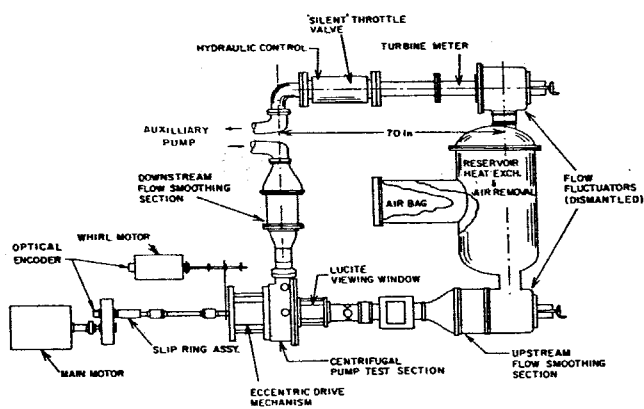 "SILENT" THROTTLE
VALVE
HYDRAULIC CONTROL
TURBINE METER
AUXILLIARY
PUMP
70 In
DOWNSTREAM
FLOW SMOOTHING
SECTION
RESERVOIR
HEAT EXCH.
&
AIR REMOVAL
FLOW
FLUCTUATORS
(DISMANTLED)
AIR BAG
WHIRL MOTOR
OPTICAL
ENCODER
LUCITE
VIEWING WINDOW
SLIP RING ASSY.
MAIN MOTOR
CENTRIFUGAL
PUMP TEST SECTION
ECCENTRIC DRIVE
MECHANISM
UPSTREAM
FLOW SMOOTHING
SECTION